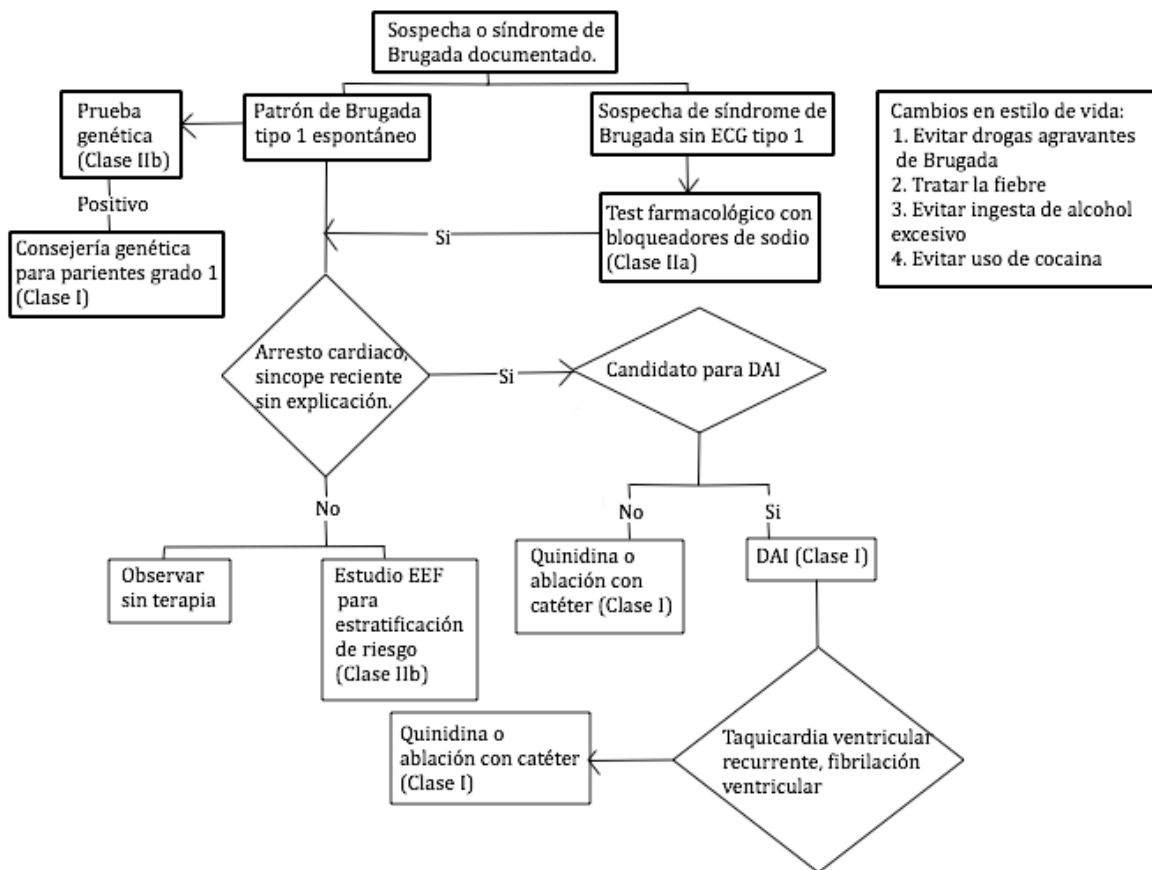 Sospecha o síndrome de
Brugada documentado.
Prueba
genética
(Clase IIb)
Patrón de Brugada
tipo 1 espontáneo
Sospecha de síndrome de
Brugada sin ECG tipo 1
Cambios en estilo de vida:
1. Evitar drogas agravantes
de Brugada
2. Tratar la fiebre
3. Evitar ingesta de alcohol
excesivo
4. Evitar uso de cocaina
Positivo
Consejería genética
para parientes grado 1
(Clase I)
Si
Test farmacológico con
bloqueadores de sodio
(Clase IIa)
Arresto cardiaco,
sincope reciente
sin explicación.
Si
Candidato para DAI
No
Observar
sin terapia
Estudio EEF
para
estratificación
de riesgo
(Clase IIb)
No
Si
Quinidina o
ablación con
catéter (Clase I)
DAI (Clase I)
Taquicardia ventricular
recurrente, fibrilación
ventricular
Quinidina o
ablación con catéter
(Clase I)